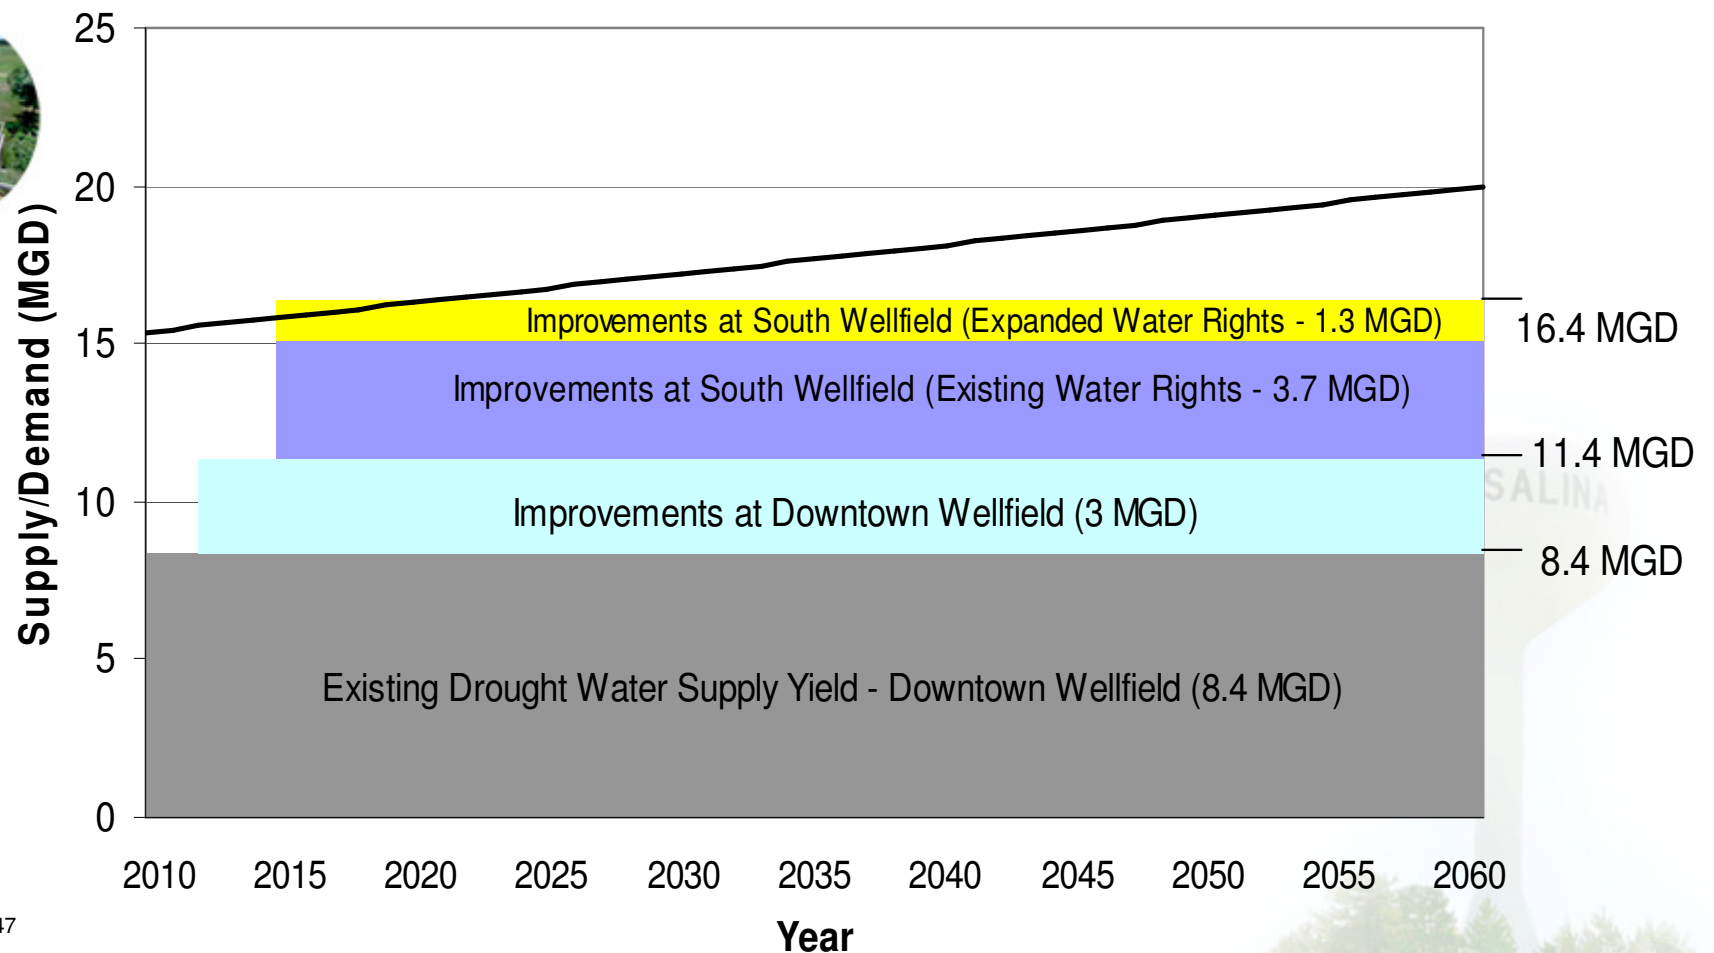 25
20
15
10
5
0
Supply/Demand (MGD)
Improvements at South Wellfield (Expanded Water Rights - 1.3 MGD)
16.4 MGD
Improvements at South Wellfield (Existing Water Rights - 3.7 MGD)
11.4 MGD
SALINA
Improvements at Downtown Wellfield (3 MGD)
8.4 MGD
Existing Drought Water Supply Yield - Downtown Wellfield (8.4 MGD)
2010 2015 2020 2025 2030 2035 2040 2045 2050 2055 2060
Year
47